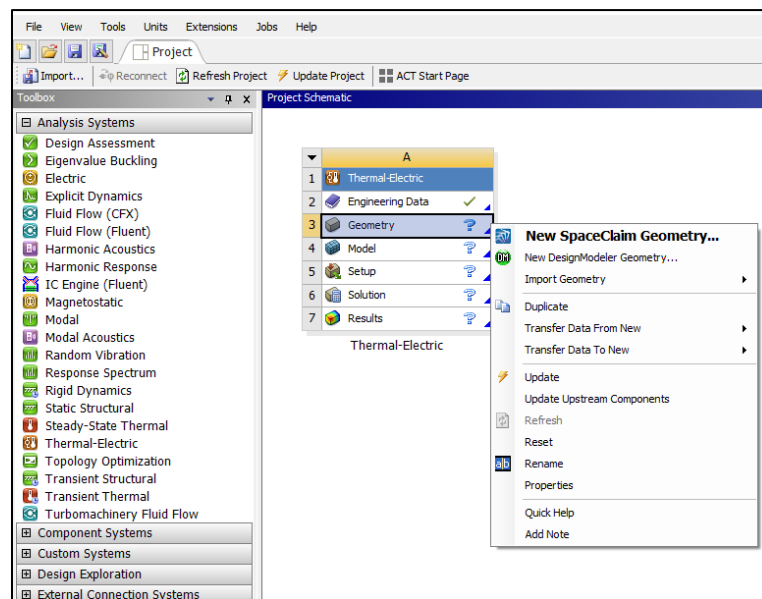 File View Tools Units Extensions Jobs Help
Project
Import... Reconnect Refresh Project Update Project ACT Start Page
Toolbox
Project Schematic
Analysis Systems
Design Assessment
Eigenvalue Buckling
Electric
Explicit Dynamics
Fluid Flow (CFX)
Fluid Flow (Fluent)
Harmonic Acoustics
Harmonic Response
IC Engine (Fluent)
Magnetostatic
Modal
Modal Acoustics
Random Vibration
Response Spectrum
Rigid Dynamics
Static Structural
Steady-State Thermal
Thermal-Electric
Topology Optimization
Transient Structural
Transient Thermal
Turbomachinery Fluid Flow
Component Systems
Custom Systems
Design Exploration
External Connection Systems
A
1 Thermal-Electric
2 Engineering Data
3 Geometry
4 Model
5 Setup
6 Solution
7 Results
Thermal-Electric
New SpaceClaim Geometry...
DM New DesignModeler Geometry...
Import Geometry
Duplicate
Transfer Data From New
Transfer Data To New
Update
Update Upstream Components
Refresh
Reset
a|b Rename
Properties
Quick Help
Add Note